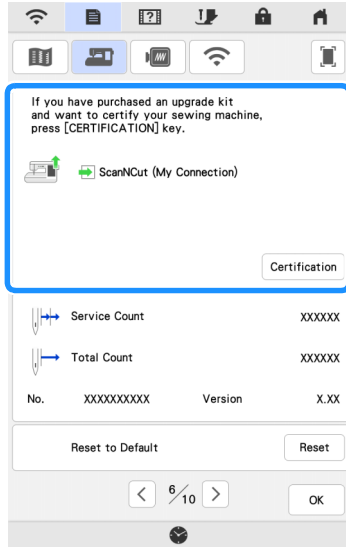 If you have purchased an upgrade kit
and want to certify your sewing machine,
press [CERTIFICATION] key.
ScanNCut (My Connection)
Certification
Service Count XXXXXX
Total Count XXXXXX
No. XXXXXXXXXX Version X.XX
Reset to Default Reset
< 6/10 > OK